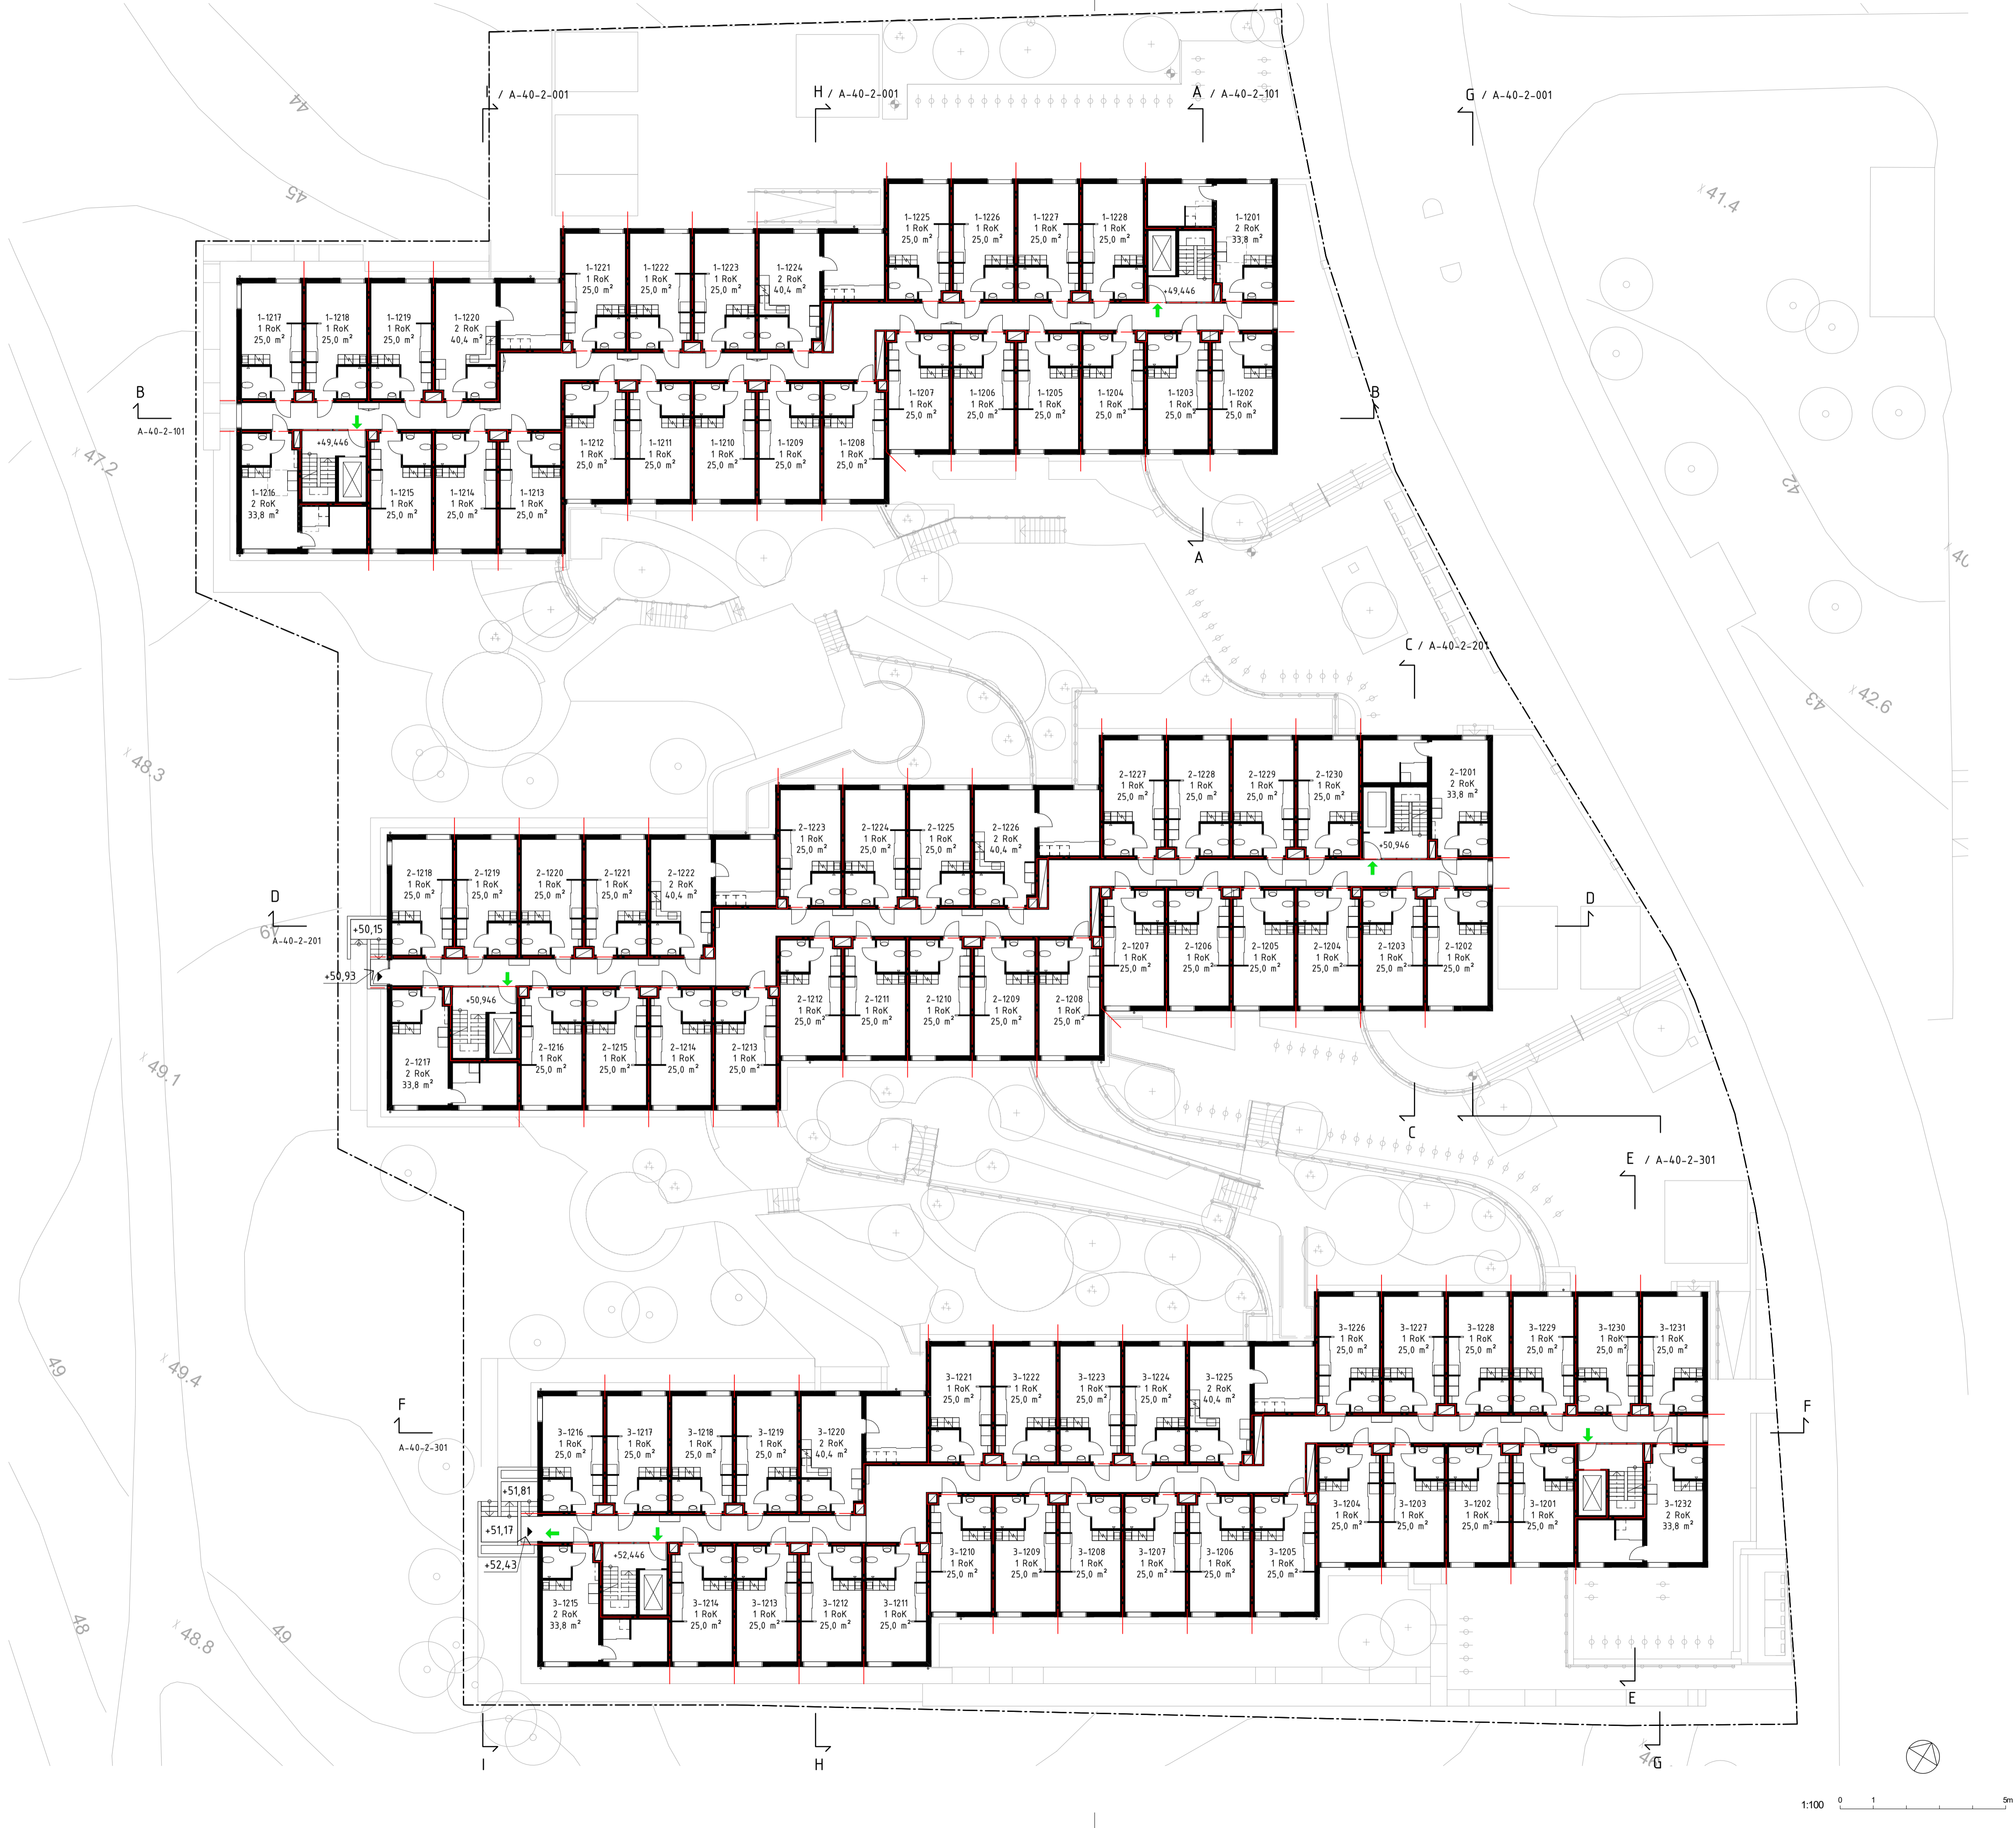 I / A-40-2-001
H / A-40-2-001
A / A-40-2-101
G / A-40-2-001
44
45
41.4
1-1225
1 RoK
25,0 m²
1-1226
1 RoK
25,0 m²
1-1227
1 RoK
25,0 m²
1-1228
1 RoK
25,0 m²
1-1201
2 RoK
33,8 m²
+49,446
1-1221
1 RoK
25,0 m²
1-1222
1 RoK
25,0 m²
1-1223
1 RoK
25,0 m²
1-1224
2 RoK
40,4 m²
1-1217
1 RoK
25,0 m²
1-1218
1 RoK
25,0 m²
1-1219
1 RoK
25,0 m²
1-1220
2 RoK
40,4 m²
B
A-40-2-101
B
1-1207
1 RoK
25,0 m²
1-1206
1 RoK
25,0 m²
1-1205
1 RoK
25,0 m²
1-1204
1 RoK
25,0 m²
1-1203
1 RoK
25,0 m²
1-1202
1 RoK
25,0 m²
1-1212
1 RoK
25,0 m²
1-1211
1 RoK
25,0 m²
1-1210
1 RoK
25,0 m²
1-1209
1 RoK
25,0 m²
1-1208
1 RoK
25,0 m²
+49,446
1-1216
2 RoK
33,8 m²
1-1215
1 RoK
25,0 m²
1-1214
1 RoK
25,0 m²
1-1213
1 RoK
25,0 m²
47.2
42
A
C / A-40-2-201
43
42.6
48.3
2-1227
1 RoK
25,0 m²
2-1228
1 RoK
25,0 m²
2-1229
1 RoK
25,0 m²
2-1230
1 RoK
25,0 m²
2-1201
2 RoK
33,8 m²
+50,946
2-1223
1 RoK
25,0 m²
2-1224
1 RoK
25,0 m²
2-1225
1 RoK
25,0 m²
2-1226
2 RoK
40,4 m²
2-1218
1 RoK
25,0 m²
2-1219
1 RoK
25,0 m²
2-1220
1 RoK
25,0 m²
2-1221
1 RoK
25,0 m²
2-1222
2 RoK
40,4 m²
D
A-40-2-201
D
+50,15
+50,93
2-1207
1 RoK
25,0 m²
2-1206
1 RoK
25,0 m²
2-1205
1 RoK
25,0 m²
2-1204
1 RoK
25,0 m²
2-1203
1 RoK
25,0 m²
2-1202
1 RoK
25,0 m²
2-1212
1 RoK
25,0 m²
2-1211
1 RoK
25,0 m²
2-1210
1 RoK
25,0 m²
2-1209
1 RoK
25,0 m²
2-1208
1 RoK
25,0 m²
+50,946
2-1217
2 RoK
33,8 m²
2-1216
1 RoK
25,0 m²
2-1215
1 RoK
25,0 m²
2-1214
1 RoK
25,0 m²
2-1213
1 RoK
25,0 m²
49.1
C
E / A-40-2-301
3-1226
1 RoK
25,0 m²
3-1227
1 RoK
25,0 m²
3-1228
1 RoK
25,0 m²
3-1229
1 RoK
25,0 m²
3-1230
1 RoK
25,0 m²
3-1231
1 RoK
25,0 m²
49
49.4
3-1221
1 RoK
25,0 m²
3-1222
1 RoK
25,0 m²
3-1223
1 RoK
25,0 m²
3-1224
1 RoK
25,0 m²
3-1225
2 RoK
40,4 m²
F
A-40-2-301
F
3-1216
1 RoK
25,0 m²
3-1217
1 RoK
25,0 m²
3-1218
1 RoK
25,0 m²
3-1219
1 RoK
25,0 m²
3-1220
2 RoK
40,4 m²
+51,81
+51,17
+52,43
3-1204
1 RoK
25,0 m²
3-1203
1 RoK
25,0 m²
3-1202
1 RoK
25,0 m²
3-1201
1 RoK
25,0 m²
3-1232
2 RoK
33,8 m²
3-1210
1 RoK
25,0 m²
3-1209
1 RoK
25,0 m²
3-1208
1 RoK
25,0 m²
3-1207
1 RoK
25,0 m²
3-1206
1 RoK
25,0 m²
3-1205
1 RoK
25,0 m²
+52,446
3-1215
2 RoK
33,8 m²
3-1214
1 RoK
25,0 m²
3-1213
1 RoK
25,0 m²
3-1212
1 RoK
25,0 m²
3-1211
1 RoK
25,0 m²
48
48.8
49
E
I
H
G
1:100
0 1 5m